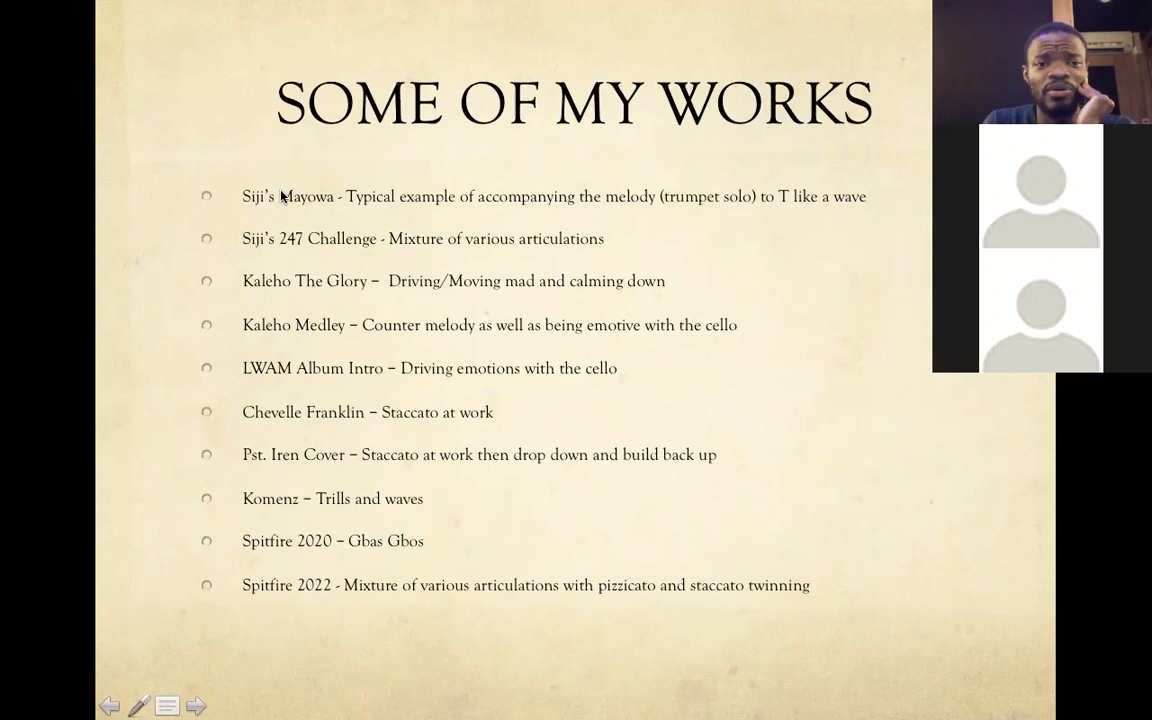 SOME OF MY WORKS
Siji's Mayowa - Typical example of accompanying the melody (trumpet solo) to T like a wave
Siji's 247 Challenge - Mixture of various articulations
Kaleho The Glory – Driving/Moving mad and calming down
Kaleho Medley – Counter melody as well as being emotive with the cello
LWAM Album Intro – Driving emotions with the cello
Chevelle Franklin – Staccato at work
Pst. Iren Cover – Staccato at work then drop down and build back up
Komenz – Trills and waves
Spitfire 2020 – Gbas Gbos
Spitfire 2022 - Mixture of various articulations with pizzicato and staccato twinning